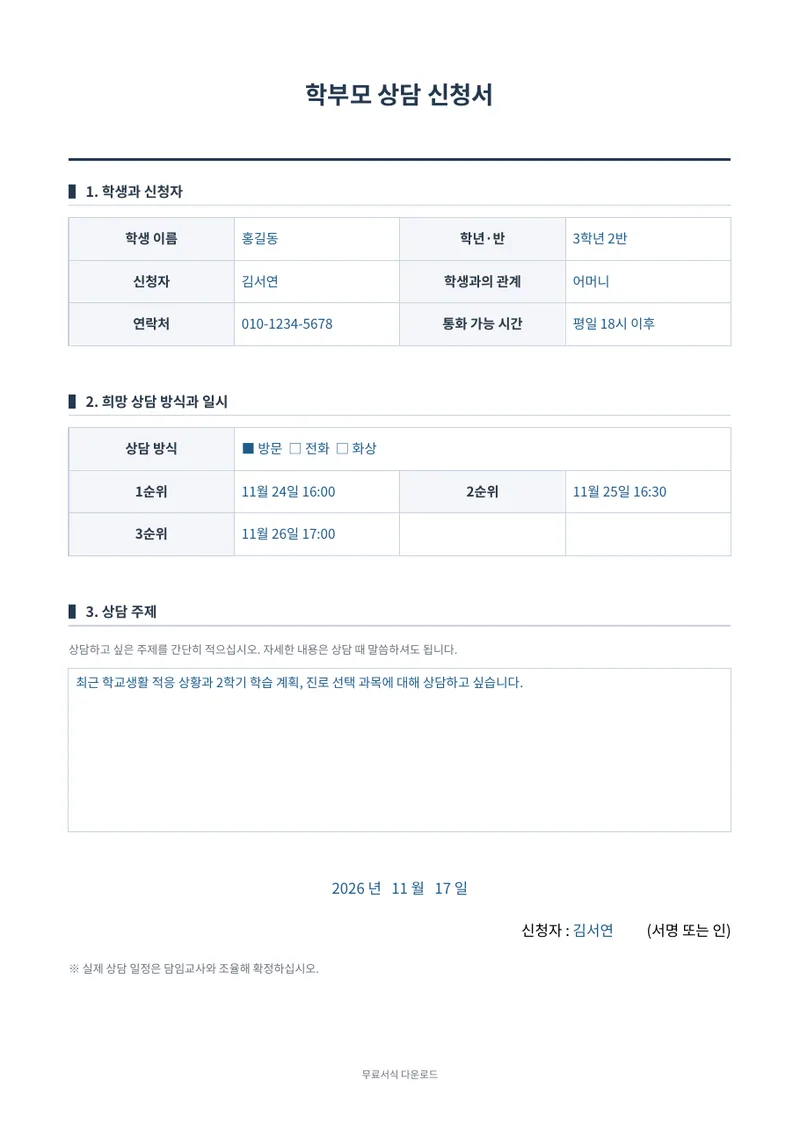 학부모 상담 신청서
1. 학생과 신청자
학생 이름 홍길동 학년·반 3학년 2반
신청자 김서연 학생과의 관계 어머니
연락처 010-1234-5678 통화 가능 시간 평일 18시 이후
2. 희망 상담 방식과 일시
상담 방식 ■ 방문 □ 전화 □ 화상
1순위 11월 24일 16:00 2순위 11월 25일 16:30
3순위 11월 26일 17:00
3. 상담 주제
상담하고 싶은 주제를 간단히 적으십시오. 자세한 내용은 상담 때 말씀하셔도 됩니다.
최근 학교생활 적응 상황과 2학기 학습 계획, 진로 선택 과목에 대해 상담하고 싶습니다.
2026 년 11 월 17 일
신청자 : 김서연 (서명 또는 인)
※ 실제 상담 일정은 담임교사와 조율해 확정하십시오.
무료서식 다운로드